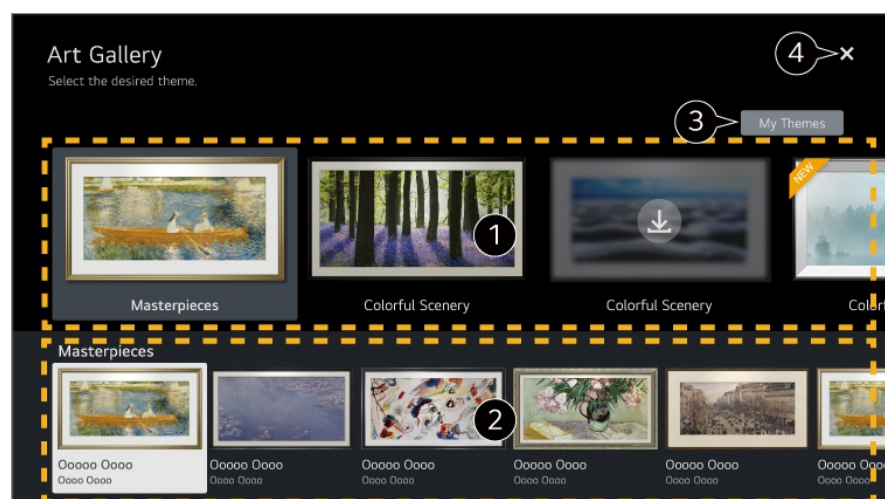 Art Gallery
4
Select the desired theme.
3
My Themes
NEW
1
Masterpieces
Colorful Scenery
Colorful Scenery
Masterpieces
2
Ooooo Oooo
Ooooo Oooo
Ooooo Oooo
Ooooo Oooo
Ooooo Oooo
Ooooo Ooo
Oooo Oooo
Oooo Oooo
Oooo Oooo
Oooo Oooo
Oooo Oooo
Oooo Oooo